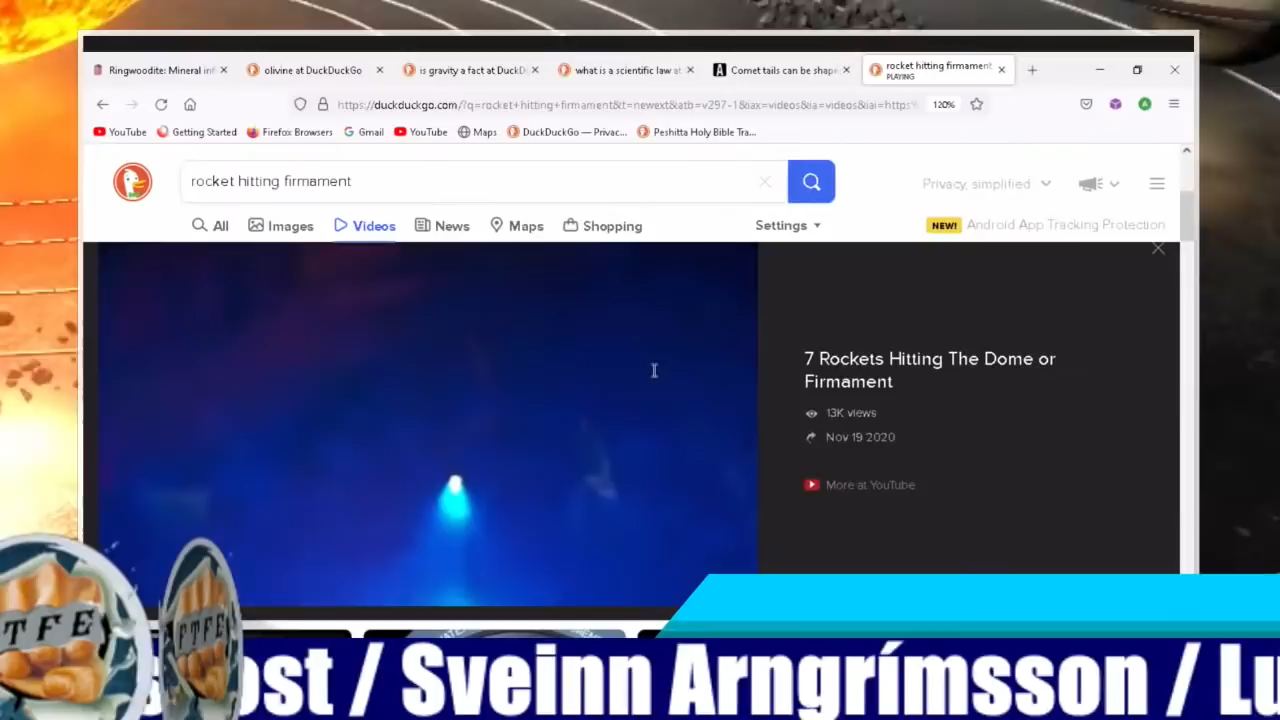 Ringwoodite: Mineral inf
olivine at DuckDuckGo
is gravity a fact at DuckD
what is a scientific law at
Comet tails can be shap
rocket hitting firmament
PLAYING
https://duckduckgo.com/?q=rocket+hitting+firmament&t=newext&atb=v297-1&iax=videos&ia=videos&iai=http
120%
YouTube
Getting Started
Firefox Browsers
Gmail
YouTube
Maps
DuckDuckGo — Privac...
Peshitta Holy Bible Tra...
rocket hitting firmament
Privacy, simplified
All
Images
Videos
News
Maps
Shopping
Settings
NEW!
Android App Tracking Protection
7 Rockets Hitting The Dome or
Firmament
13K views
Nov 19 2020
More at YouTube
TFE
FTFE
ost / Sveinn Arngrímsson / Lu